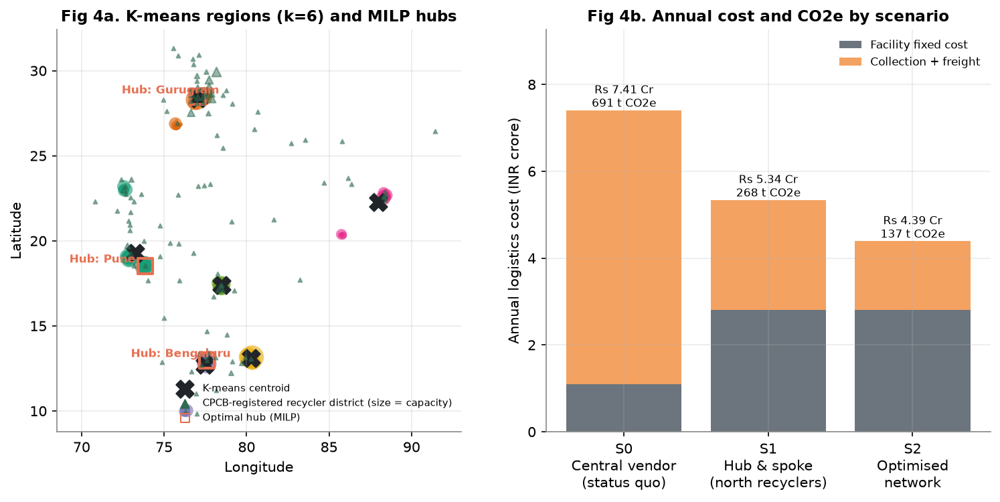 Fig 4a. K-means regions (k=6) and MILP hubs
Latitude
30
25
20
15
10
Hub: Gurugram
Hub: Pune
Hub: Bengaluru
K-means centroid
CPCB-registered recycler district (size = capacity)
Optimal hub (MILP)
70
75
80
85
90
Longitude
Fig 4b. Annual cost and CO2e by scenario
Facility fixed cost
Collection + freight
Annual logistics cost (INR crore)
8
6
4
2
0
Rs 7.41 Cr
691 t CO2e
Rs 5.34 Cr
268 t CO2e
Rs 4.39 Cr
137 t CO2e
S0
Central vendor
(status quo)
S1
Hub & spoke
(north recyclers)
S2
Optimised
network